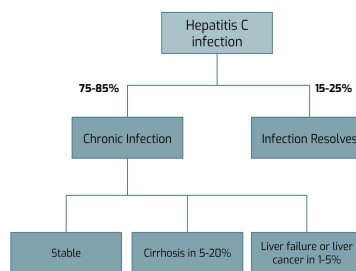 Hepatitis C
infection
75-85%
15-25%
Chronic Infection
Infection Resolves
Stable
Cirrhosis in 5-20%
Liver failure or liver
cancer in 1-5%